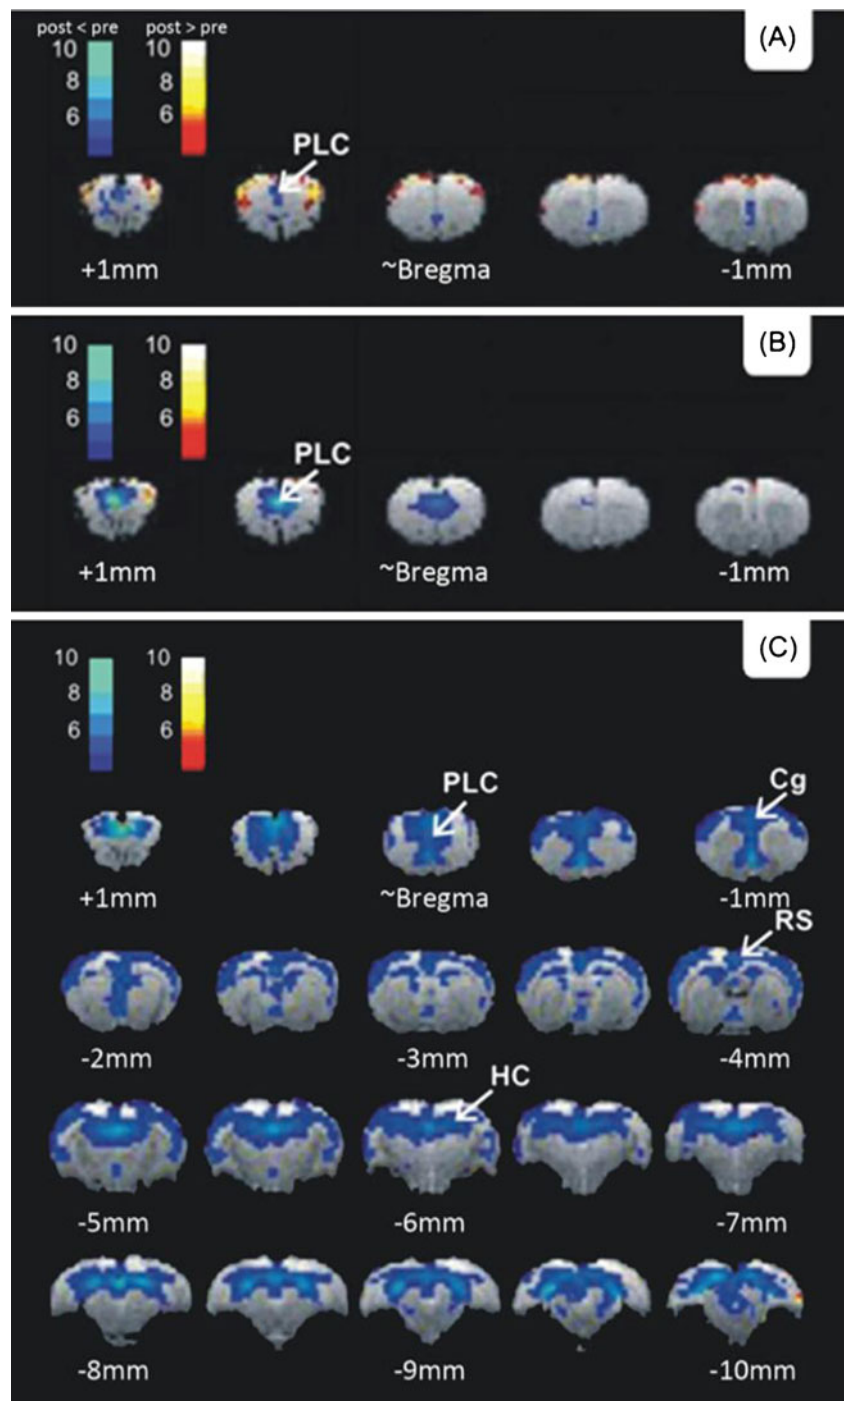 post < pre post > pre
(A)
10 10
8 8
6 6
PLC
+1mm ~Bregma -1mm
(B)
10 10
8 8
6 6
PLC
+1mm ~Bregma -1mm
(C)
10 10
8 8
6 6
PLC Cg
+1mm ~Bregma -1mm
RS
-2mm -3mm -4mm
HC
-5mm -6mm -7mm
-8mm -9mm -10mm